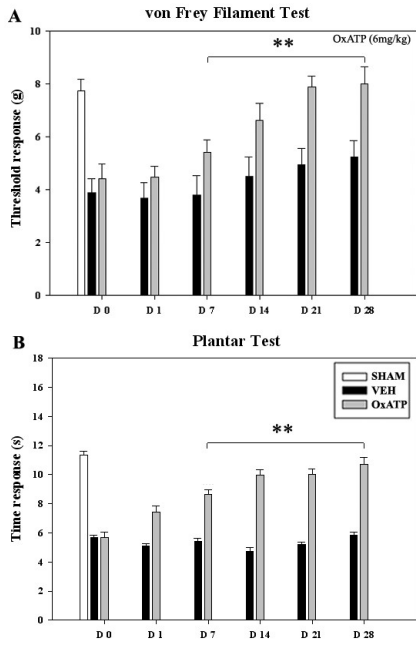 A
von Frey Filament Test
**
OxATP (6mg/kg)
Threshold response (g)
10
8
6
4
2
0
D 0 D 1 D 7 D 14 D 21 D 28
B
Plantar Test
SHAM
VEH
OxATP
**
Time response (s)
18
16
14
12
10
8
6
4
2
0
D 0 D 1 D 7 D 14 D 21 D 28